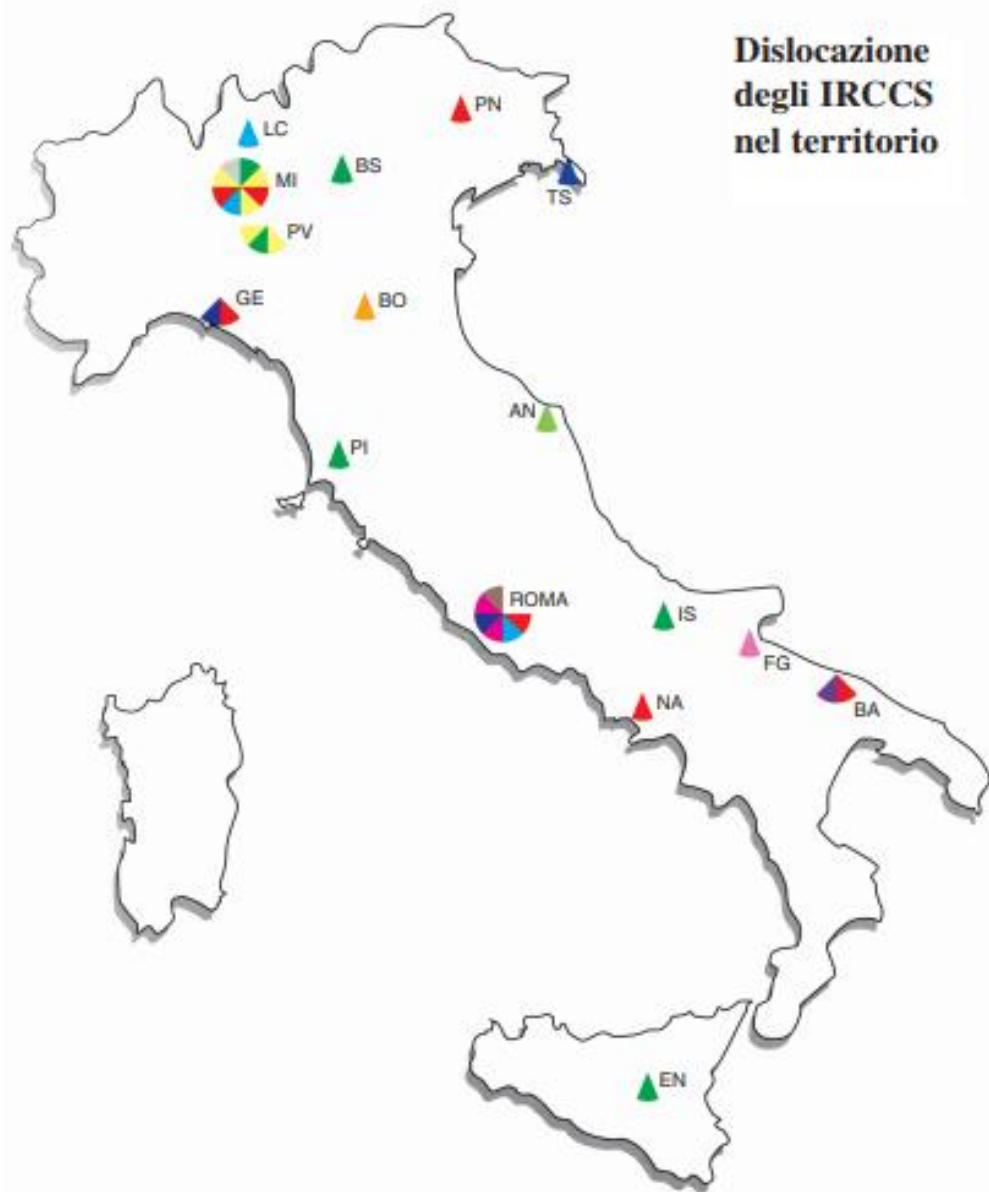 Dislocazione
degli IRCCS
nel territorio
PN
LC
BS
MI
TS
PV
GE
BO
AN
PI
ROMA
IS
FG
NA
BA
EN